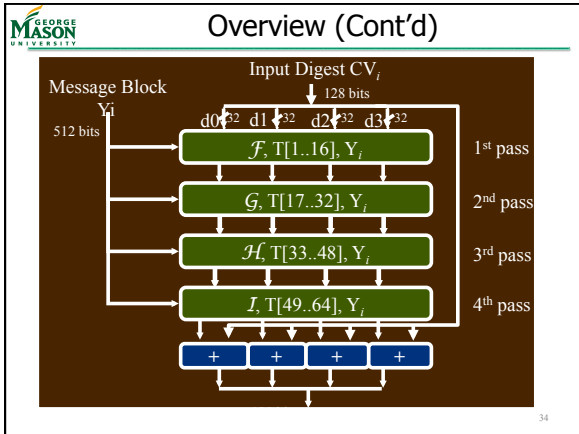 GEORGE
MASON
UNIVERSITY
Overview (Cont'd)
Input Digest CVᵢ
Message Block
Yi
128 bits
512 bits
d0 32 d1 32 d2 32 d3 32
ℱ, T[1..16], Yᵢ
1st pass
𝒢, T[17..32], Yᵢ
2nd pass
ℋ, T[33..48], Yᵢ
3rd pass
ℐ, T[49..64], Yᵢ
4th pass
+ + + +
34